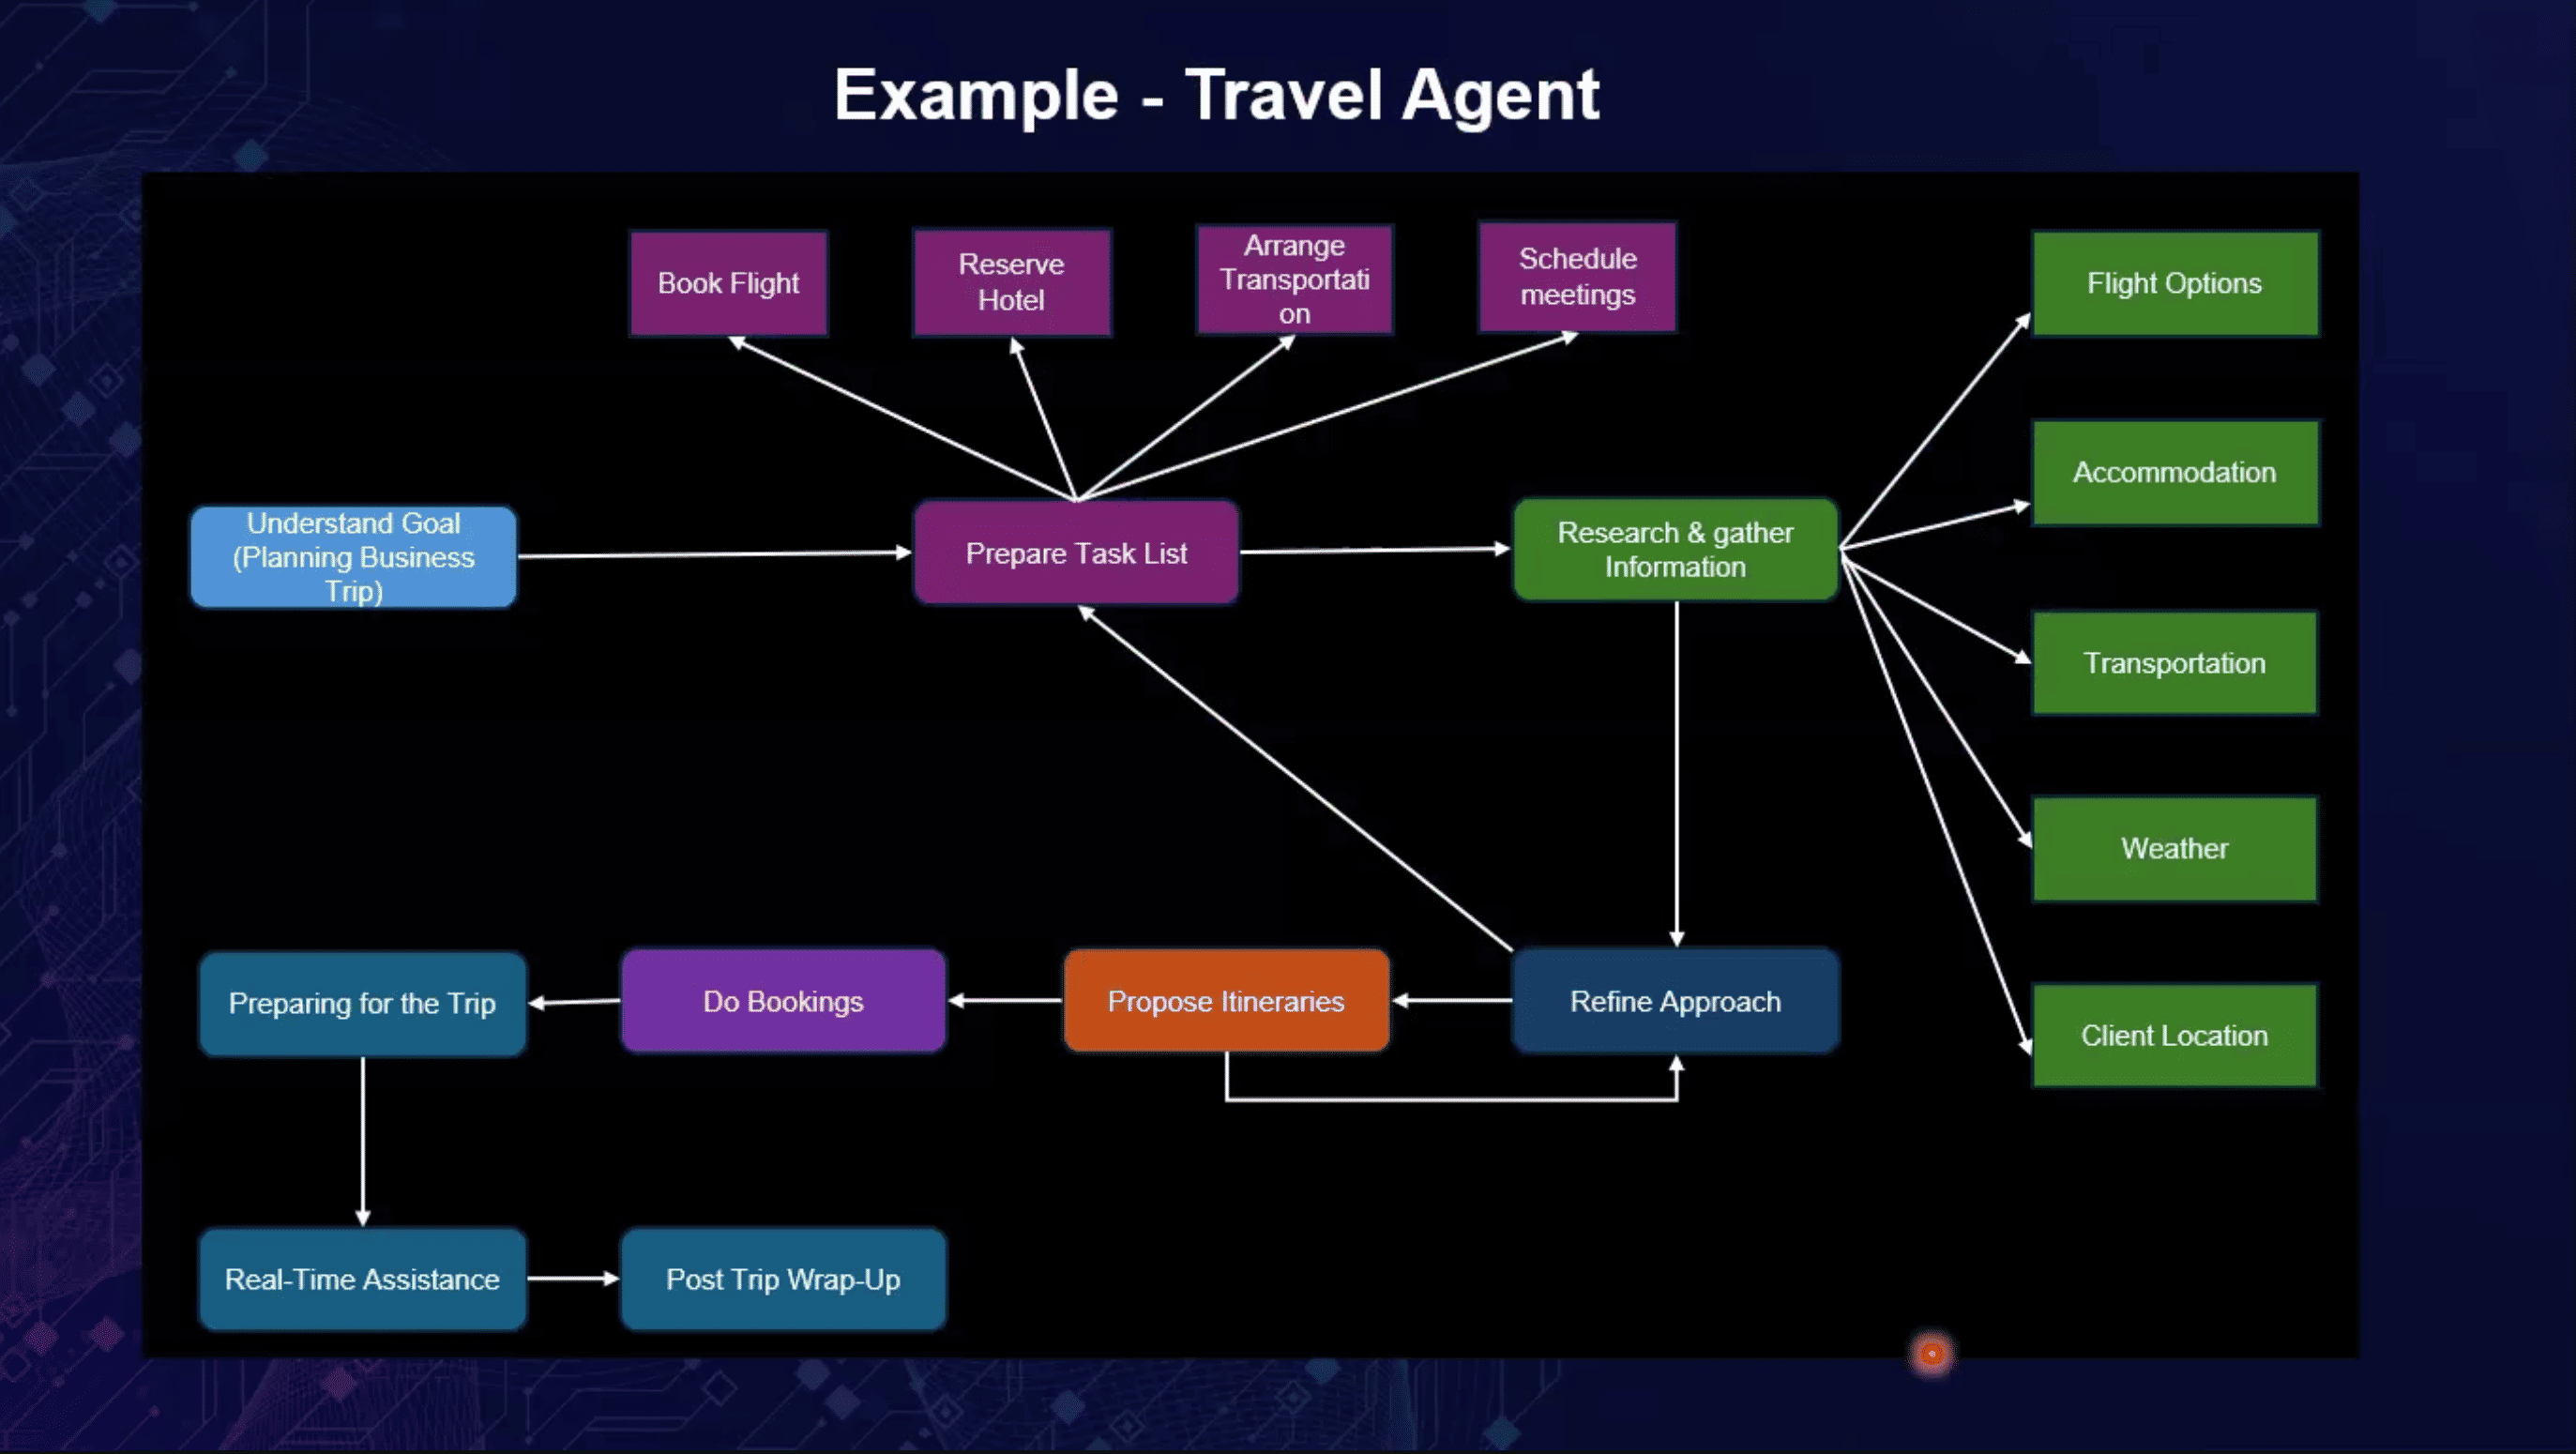 Example - Travel Agent
Book Flight
Reserve
Hotel
Arrange
Transportati
on
Schedule
meetings
Flight Options
Accommodation
Understand Goal
(Planning Business
Trip)
Prepare Task List
Research & gather
Information
Transportation
Weather
Preparing for the Trip
Do Bookings
Propose Itineraries
Refine Approach
Client Location
Real-Time Assistance
Post Trip Wrap-Up